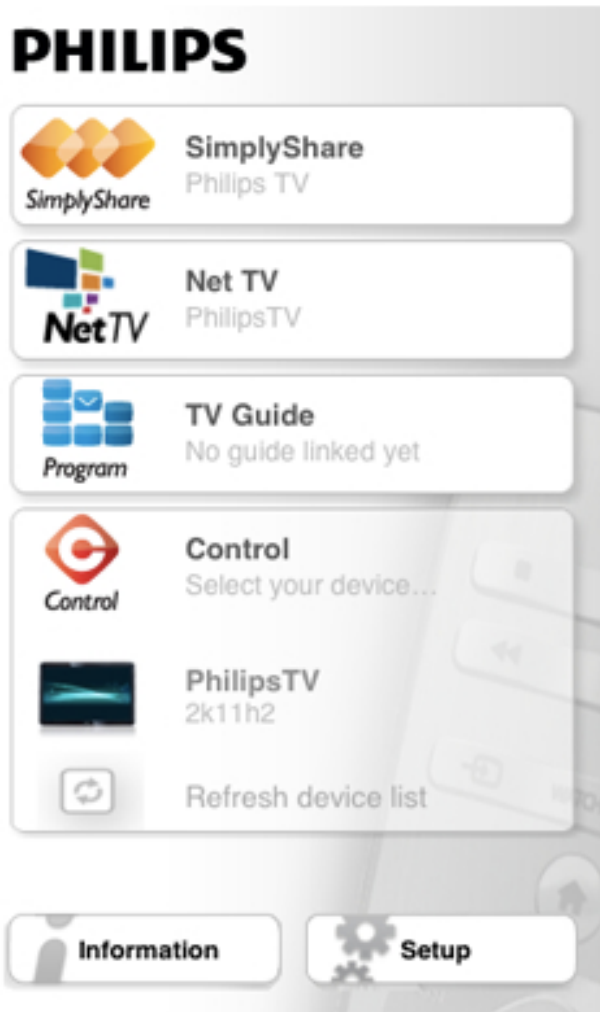 PHILIPS
SimplyShare
Philips TV
SimplyShare
Net TV
PhilipsTV
NetTV
TV Guide
No guide linked yet
Program
Control
Select your device...
Control
PhilipsTV
2k11h2
Refresh device list
Information
Setup